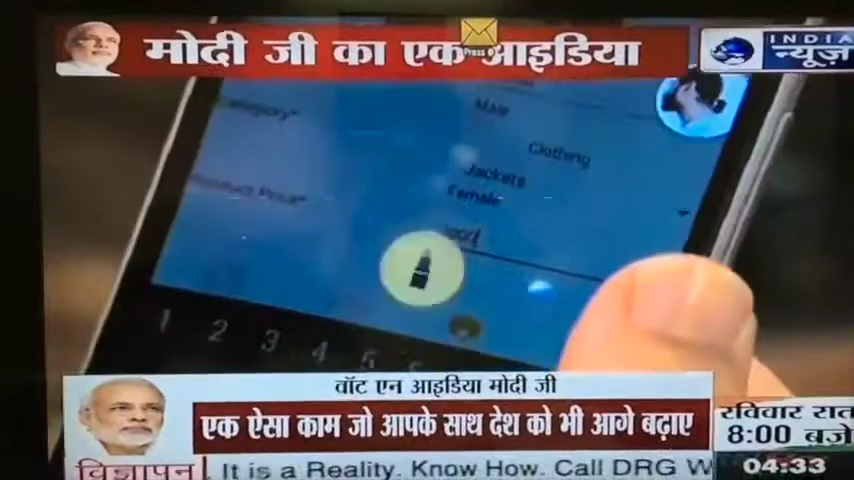 मोदी जी का एक आइडिया
Press
INDIA
न्यूज़
Category*
Male
Clothing
Jackets
Product Price*
Female
1 2 3 4 5
वॉट एन आइडिया मोदी जी
एक ऐसा काम जो आपके साथ देश को भी आगे बढ़ाए
रविवार रात
8:00 बजे
विज्ञापन
It is a Reality. Know How. Call DRG W
04:33